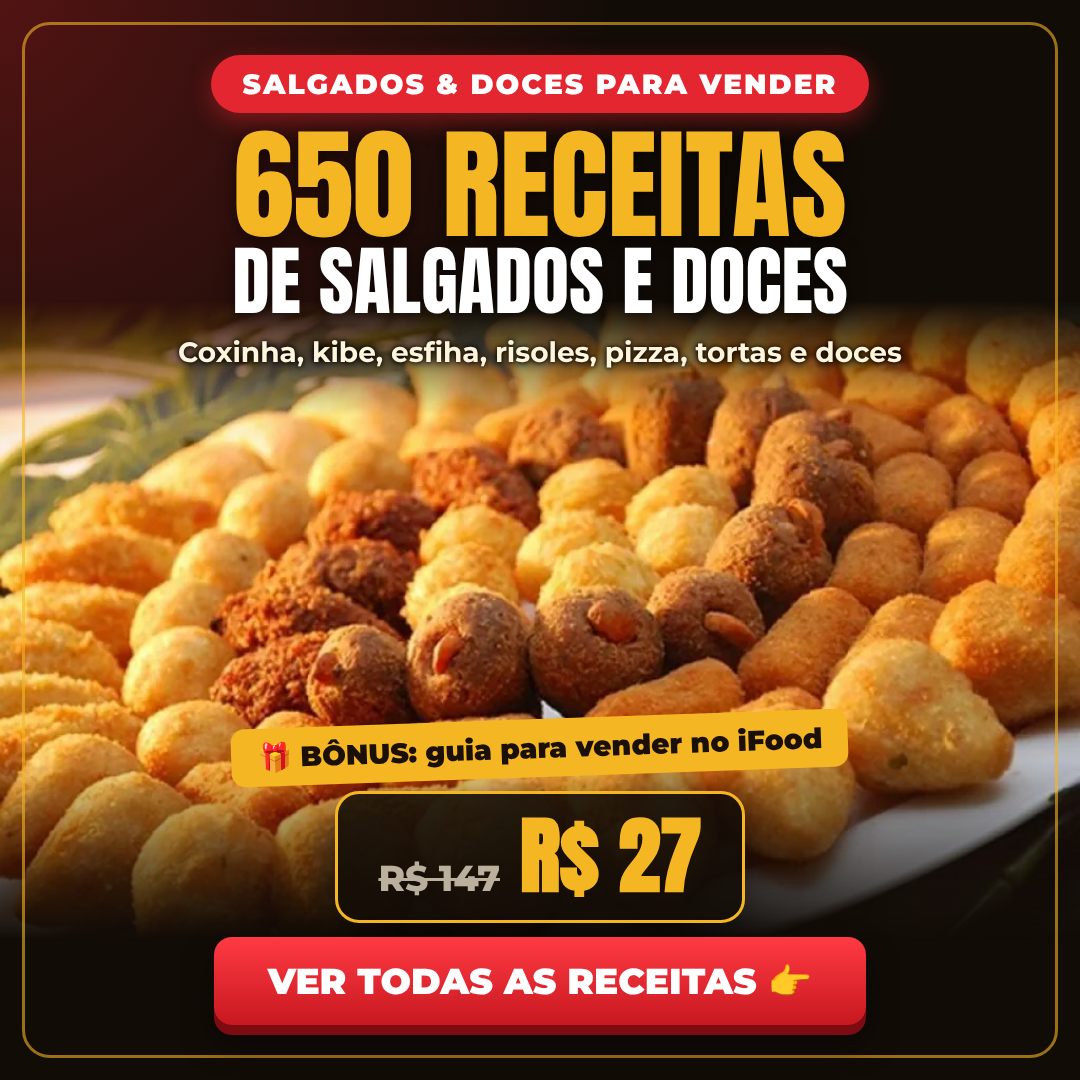 SALGADOS & DOCES PARA VENDER
650 RECEITAS
DE SALGADOS E DOCES
Coxinha, kibe, esfiha, risoles, pizza, tortas e doces
🎁 BÔNUS: guia para vender no iFood
R$ 147 R$ 27
VER TODAS AS RECEITAS 👉